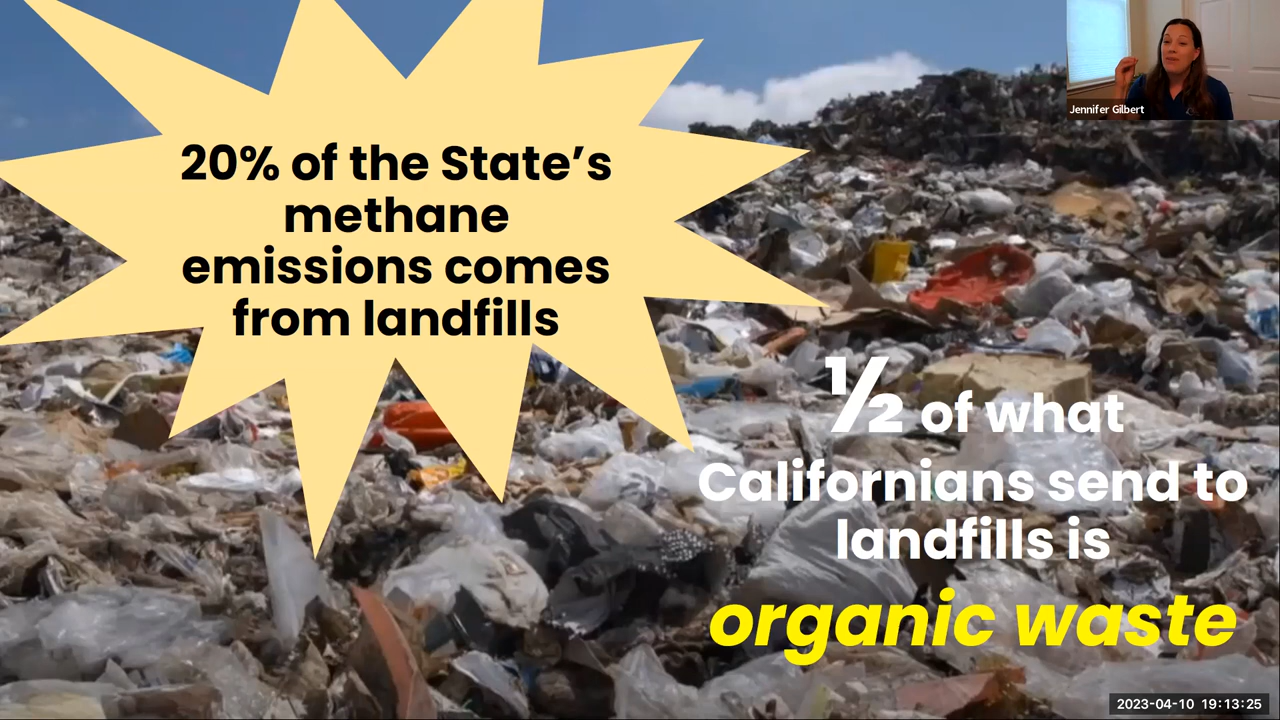 Jennifer Gilbert
20% of the State’s
methane
emissions comes
from landfills
½ of what
Californians send to
landfills is
organic waste
2023-04-10 19:13:25